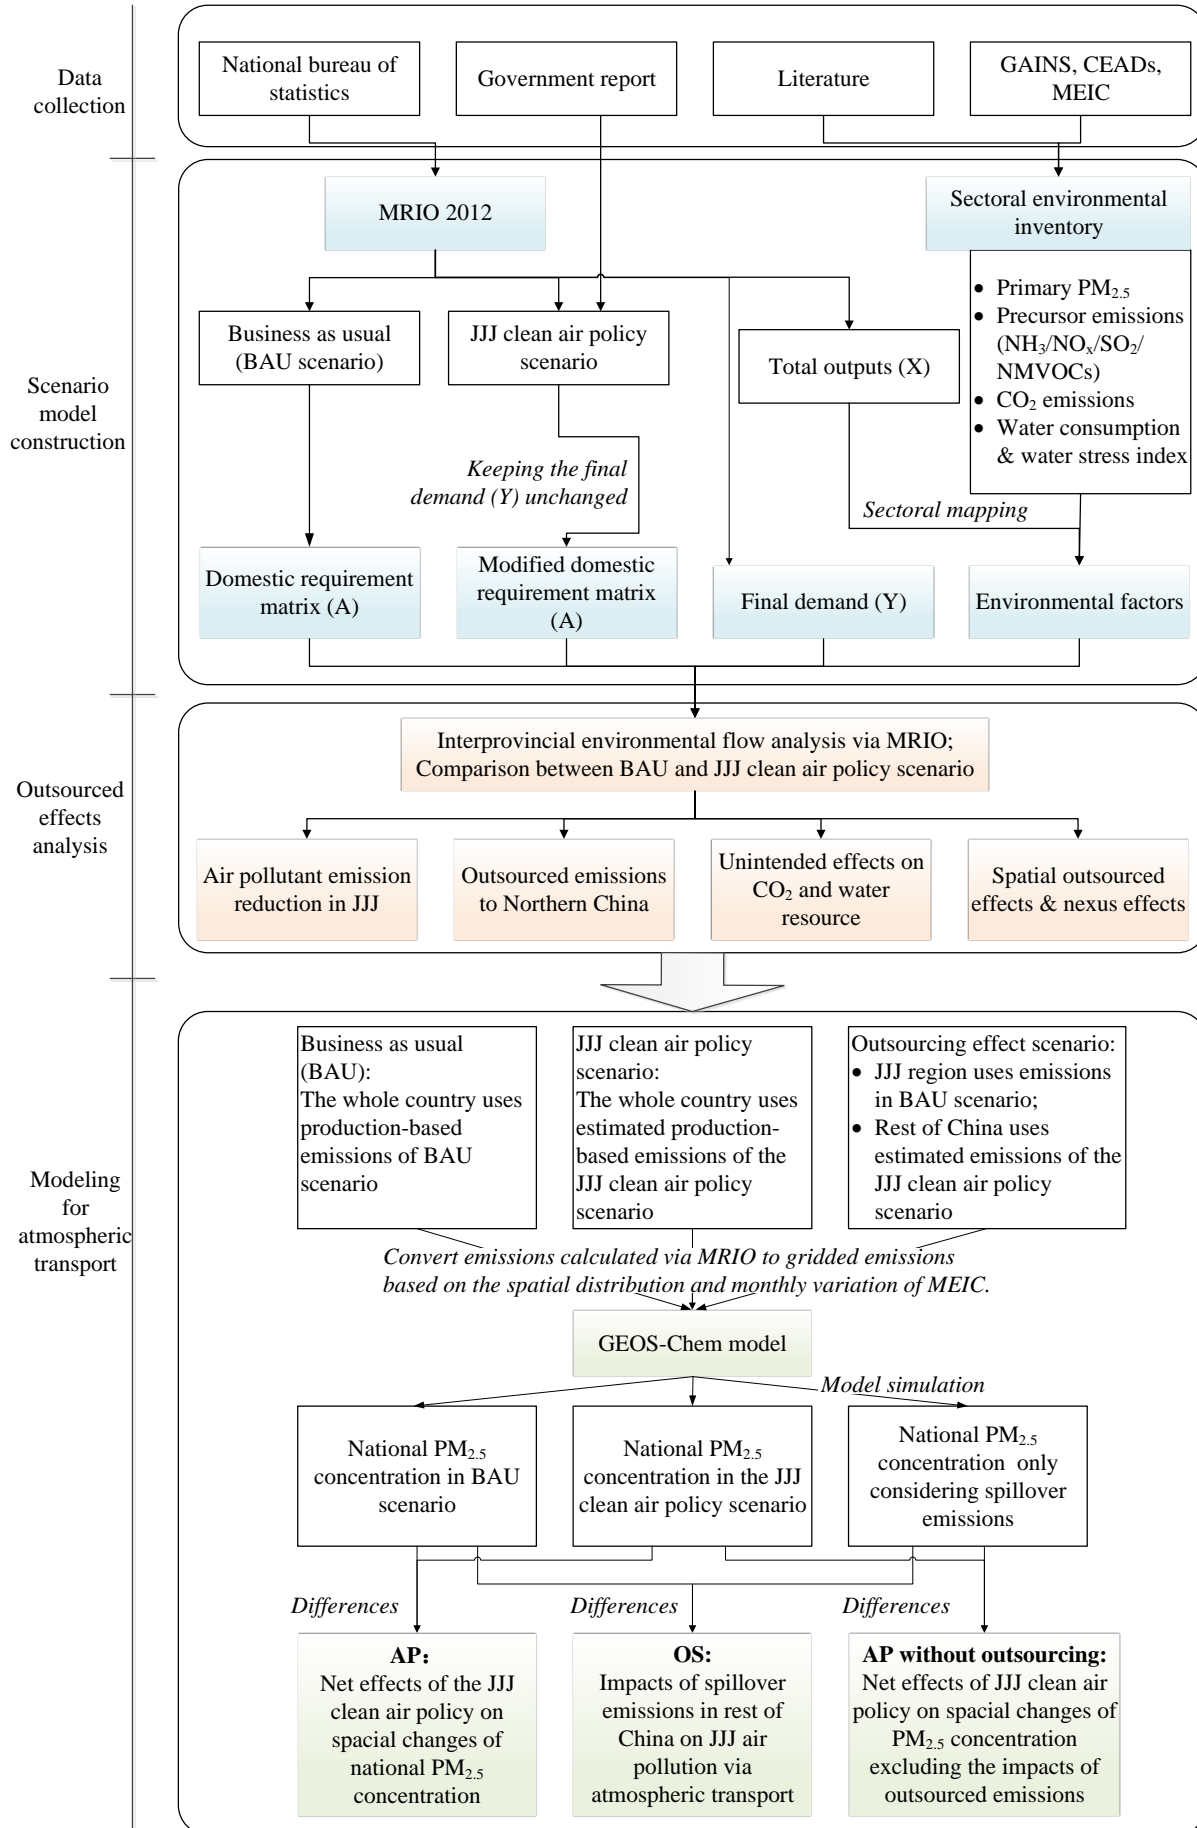 Data
collection
National bureau of
statistics
Government report
Literature
GAINS, CEADs,
MEIC
Scenario
model
construction
MRIO 2012
Sectoral environmental
inventory
• Primary PM2.5
• Precursor emissions
(NH3/NOx/SO2/
NMVOCs)
• CO2 emissions
• Water consumption
& water stress index
Business as usual
(BAU scenario)
JJJ clean air policy
scenario
Total outputs (X)
Keeping the final
demand (Y) unchanged
Sectoral mapping
Domestic requirement
matrix (A)
Modified domestic
requirement matrix
(A)
Final demand (Y)
Environmental factors
Outsourced
effects
analysis
Interprovincial environmental flow analysis via MRIO;
Comparison between BAU and JJJ clean air policy scenario
Air pollutant emission
reduction in JJJ
Outsourced emissions
to Northern China
Unintended effects on
CO2 and water
resource
Spatial outsourced
effects & nexus effects
Modeling
for
atmospheric
transport
Business as usual
(BAU):
The whole country uses
production-based
emissions of BAU
scenario
JJJ clean air policy
scenario:
The whole country uses
estimated production-
based emissions of the
JJJ clean air policy
scenario
Outsourcing effect scenario:
• JJJ region uses emissions
in BAU scenario;
• Rest of China uses
estimated emissions of the
JJJ clean air policy
scenario
Convert emissions calculated via MRIO to gridded emissions
based on the spatial distribution and monthly variation of MEIC.
GEOS-Chem model
Model simulation
National PM2.5
concentration in BAU
scenario
National PM2.5
concentration in the JJJ
clean air policy scenario
National PM2.5
concentration only
considering spillover
emissions
Differences
Differences
Differences
AP：
Net effects of the JJJ
clean air policy on
spacial changes of
national PM2.5
concentration
OS:
Impacts of spillover
emissions in rest of
China on JJJ air
pollution via
atmospheric transport
AP without outsourcing:
Net effects of JJJ clean air
policy on spacial changes of
PM2.5 concentration
excluding the impacts of
outsourced emissions